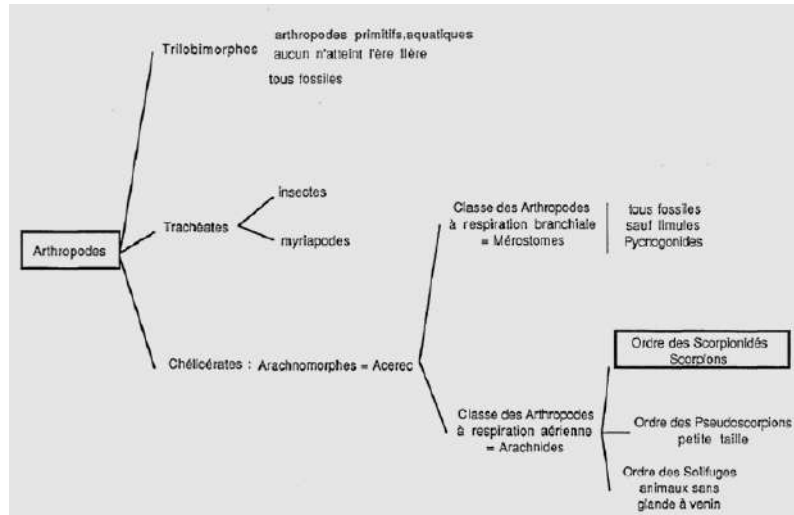 Trilobimorphos
arthropodes primitifs,aquatiques
aucun n'atteint l'ère IIère
tous fossiles
Arthropodes
Trachéates
insectes
myriapodes
Chélicérates : Arachnomorphes = Acerec
Classe des Arthropodes
à respiration branchiale
= Mérostomes
tous fossiles
sauf limules
Pycnogonides
Classe des Arthropodes
à respiration aérienne
= Arachnides
Ordre des Scorpionidés
Scorpions
Ordre des Pseudoscorpions
petite taille
Ordre des Solifuges
animaux sans
glande à venin